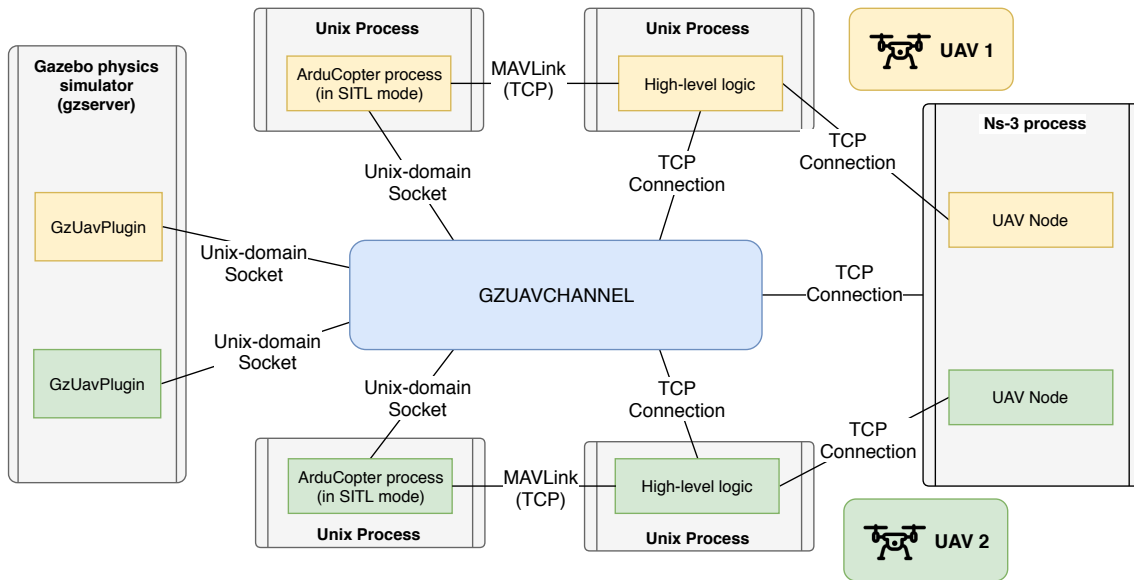 Gazebo physics
simulator
(gzserver)
GzUavPlugin
GzUavPlugin
Unix Process
ArduCopter process
(in SITL mode)
MAVLink
(TCP)
Unix Process
High-level logic
UAV 1
Ns-3 process
UAV Node
UAV Node
TCP
Connection
Unix-domain
Socket
TCP
Connection
Unix-domain
Socket
GZUAVCHANNEL
TCP
Connection
Unix-domain
Socket
Unix-domain
Socket
TCP
Connection
TCP
Connection
ArduCopter process
(in SITL mode)
Unix Process
MAVLink
(TCP)
High-level logic
Unix Process
UAV 2